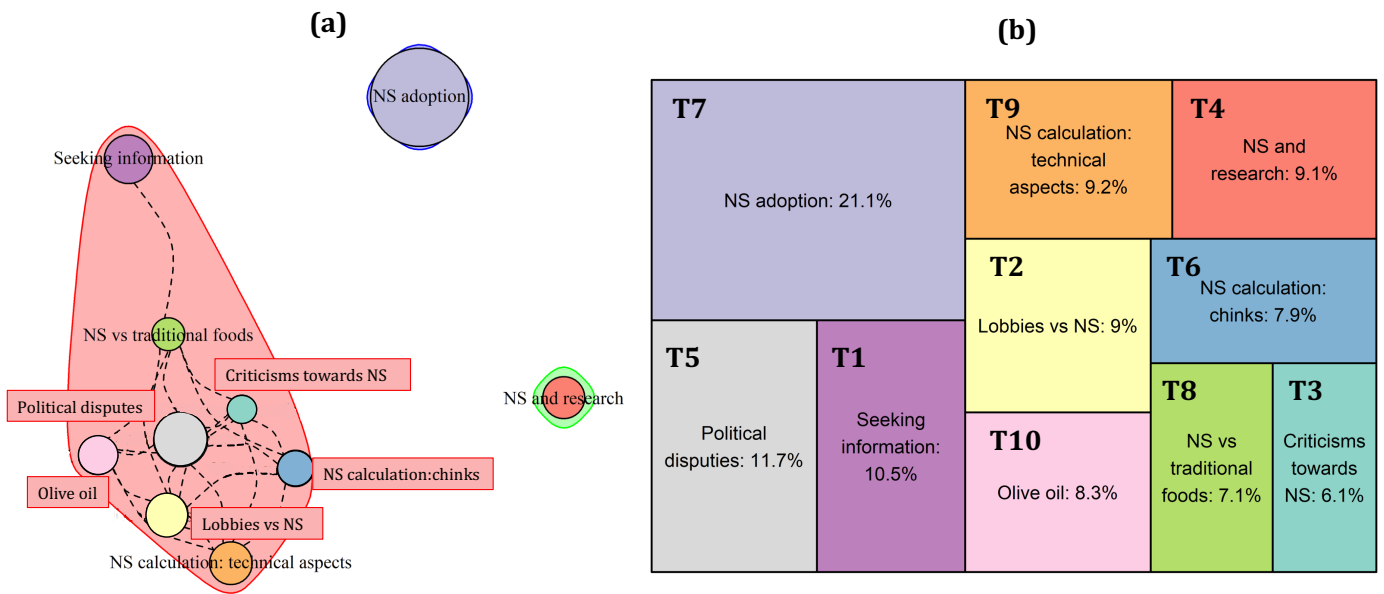 (a)
NS adoption
Seeking information
NS vs traditional foods
Criticisms towards NS
Political disputes
NS and research
NS calculation:chinks
Olive oil
Lobbies vs NS
NS calculation: technical aspects
(b)
T7
NS adoption: 21.1%
T9
NS calculation:
technical
aspects: 9.2%
T4
NS and
research: 9.1%
T2
Lobbies vs NS: 9%
T6
NS calculation:
chinks: 7.9%
T5
Political
disputies: 11.7%
T1
Seeking
information:
10.5%
T10
Olive oil: 8.3%
T8
NS vs
traditional
foods: 7.1%
T3
Criticisms
towards
NS: 6.1%